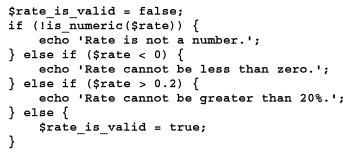 $rate_is_valid = false;
if (!is_numeric($rate)) {
    echo 'Rate is not a number.';
} else if ($rate < 0) {
    echo 'Rate cannot be less than zero.';
} else if ($rate > 0.2) {
    echo 'Rate cannot be greater than 20%.';
} else {
    $rate_is_valid = true;
}